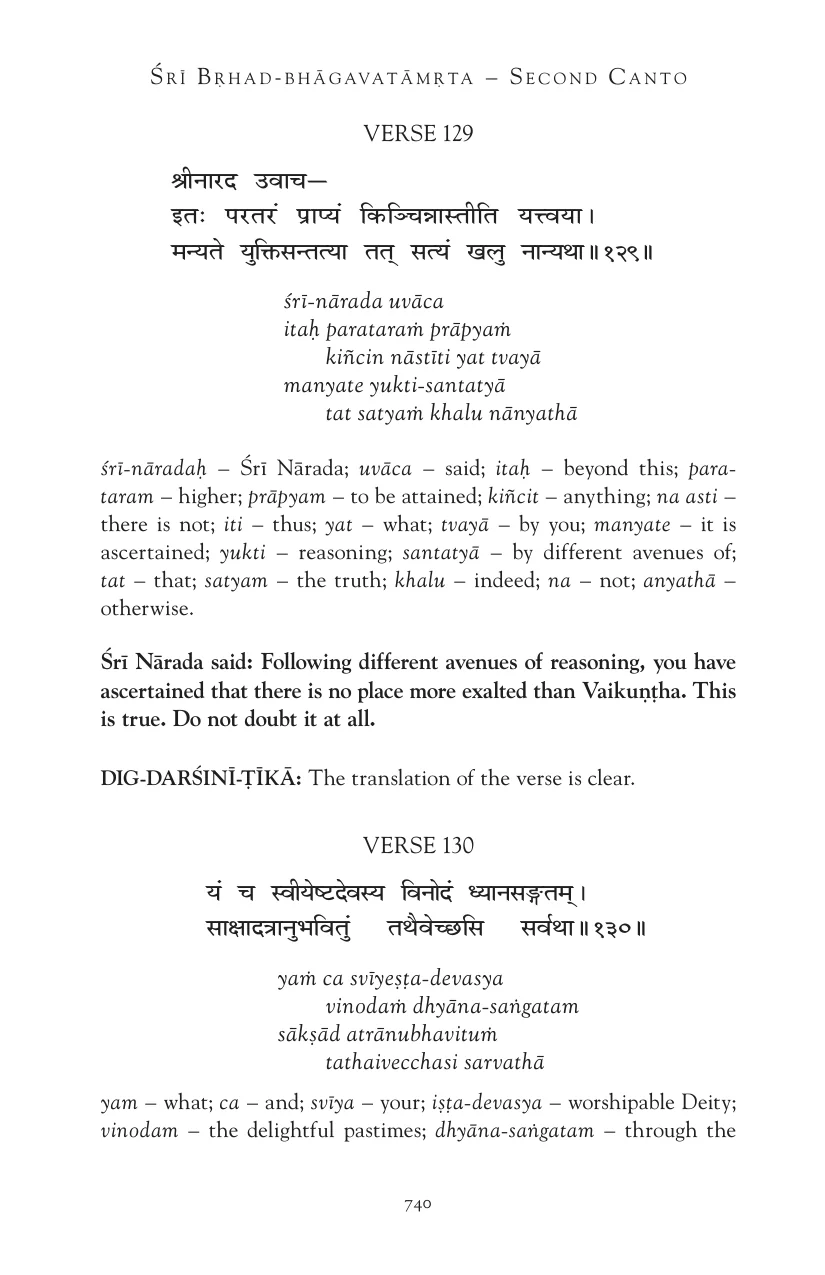 ŚRĪ BṚHAD-BHĀGAVATĀMṚTA – SECOND CANTO
VERSE 129
श्रीनारद उवाच—
इतः परतरं प्राप्यं किञ्चिन्नास्तीति यत्त्वया।
मन्यते युक्तिसन्तत्या तत् सत्यं खलु नान्यथा॥१२९॥
śrī-nārada uvāca
itaḥ parataraṁ prāpyaṁ
kiñcin nāstīti yat tvayā
manyate yukti-santatyā
tat satyaṁ khalu nānyathā
śrī-nāradaḥ – Śrī Nārada; uvāca – said; itaḥ – beyond this; para-
taram – higher; prāpyam – to be attained; kiñcit – anything; na asti –
there is not; iti – thus; yat – what; tvayā – by you; manyate – it is
ascertained; yukti – reasoning; santatyā – by different avenues of;
tat – that; satyam – the truth; khalu – indeed; na – not; anyathā –
otherwise.
Śrī Nārada said: Following different avenues of reasoning, you have
ascertained that there is no place more exalted than Vaikuṇṭha. This
is true. Do not doubt it at all.
DIG-DARŚINĪ-ṬĪKĀ: The translation of the verse is clear.
VERSE 130
यं च स्वीयेष्टदेवस्य विनोदं ध्यानसङ्गतम्।
साक्षादत्रानुभवितुं तथैवेच्छसि सर्वथा॥१३०॥
yaṁ ca svīyeṣṭa-devasya
vinodaṁ dhyāna-saṅgatam
sākṣād atrānubhavituṁ
tathaivecchasi sarvathā
yam – what; ca – and; svīya – your; iṣṭa-devasya – worshipable Deity;
vinodam – the delightful pastimes; dhyāna-saṅgatam – through the
740